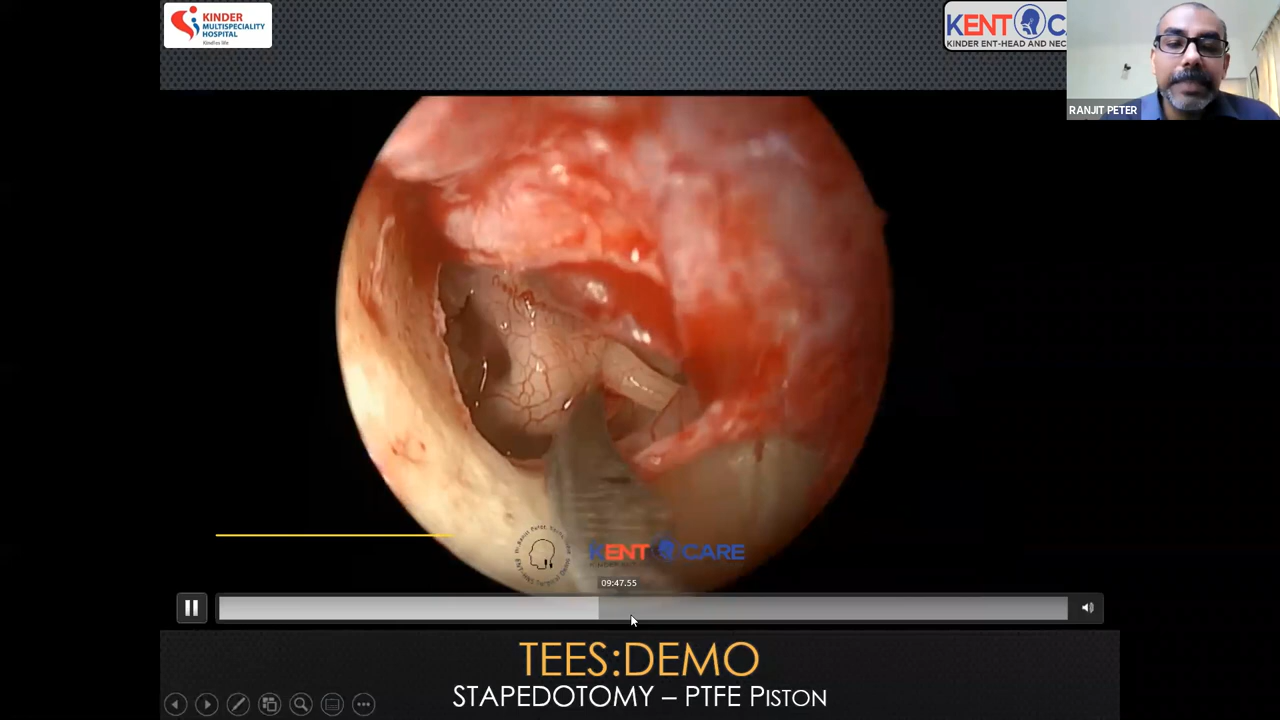 KINDER
MULTISPECIALITY
HOSPITAL
KENT C
KINDER ENT-HEAD AND NEC
RANJIT PETER
KENT CARE
09:47.55
TEES:DEMO
STAPEDOTOMY – PTFE PISTON